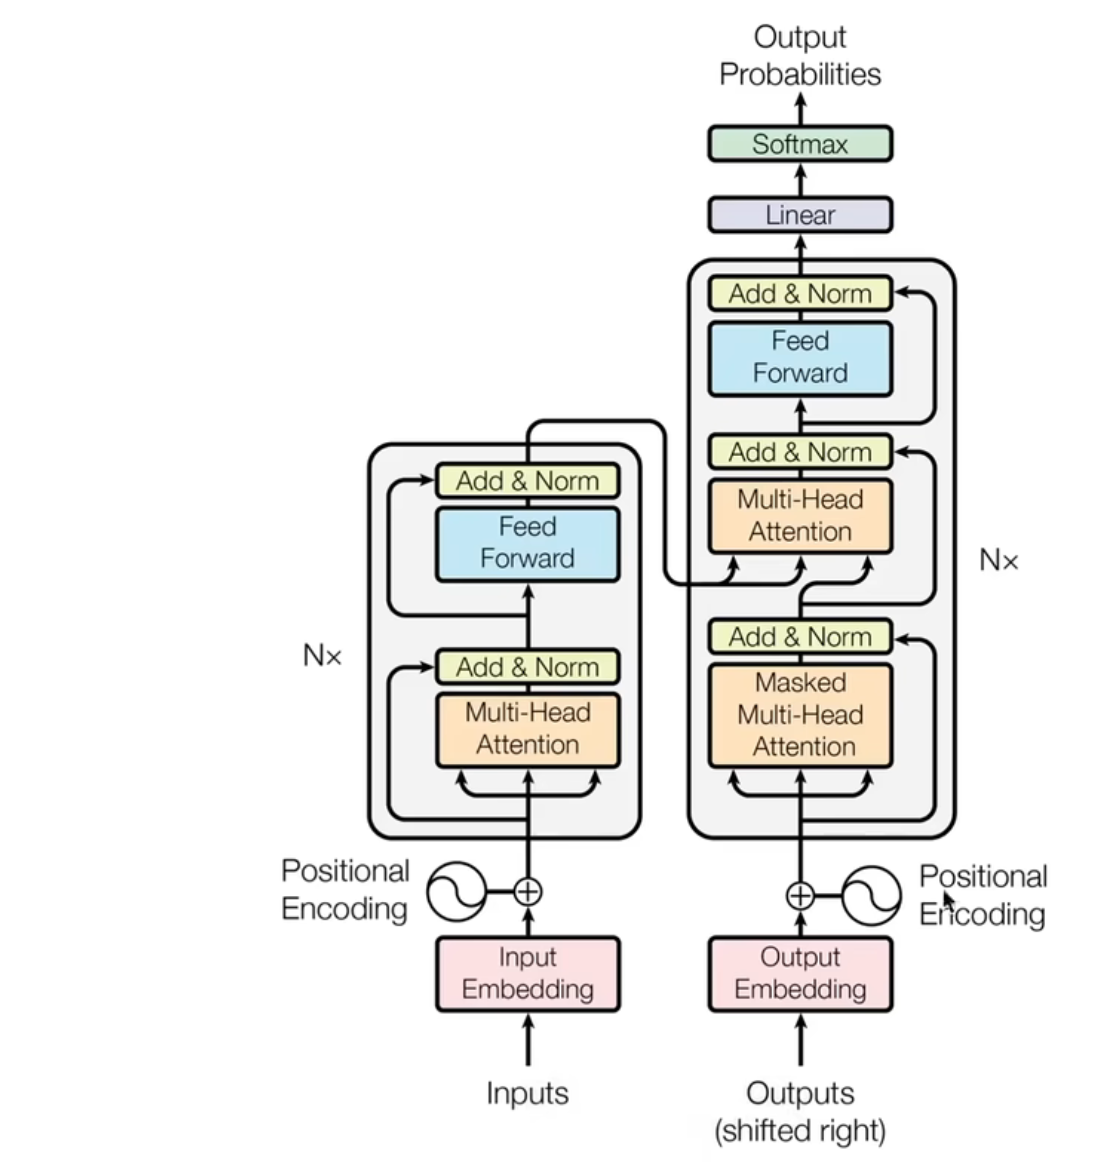 Output
Probabilities
Softmax
Linear
Add & Norm
Feed
Forward
Add & Norm
Multi-Head
Attention
Nx
Add & Norm
Masked
Multi-Head
Attention
Add & Norm
Feed
Forward
Nx
Add & Norm
Multi-Head
Attention
Positional
Encoding
Positional
Encoding
Input
Embedding
Output
Embedding
Inputs
Outputs
(shifted right)